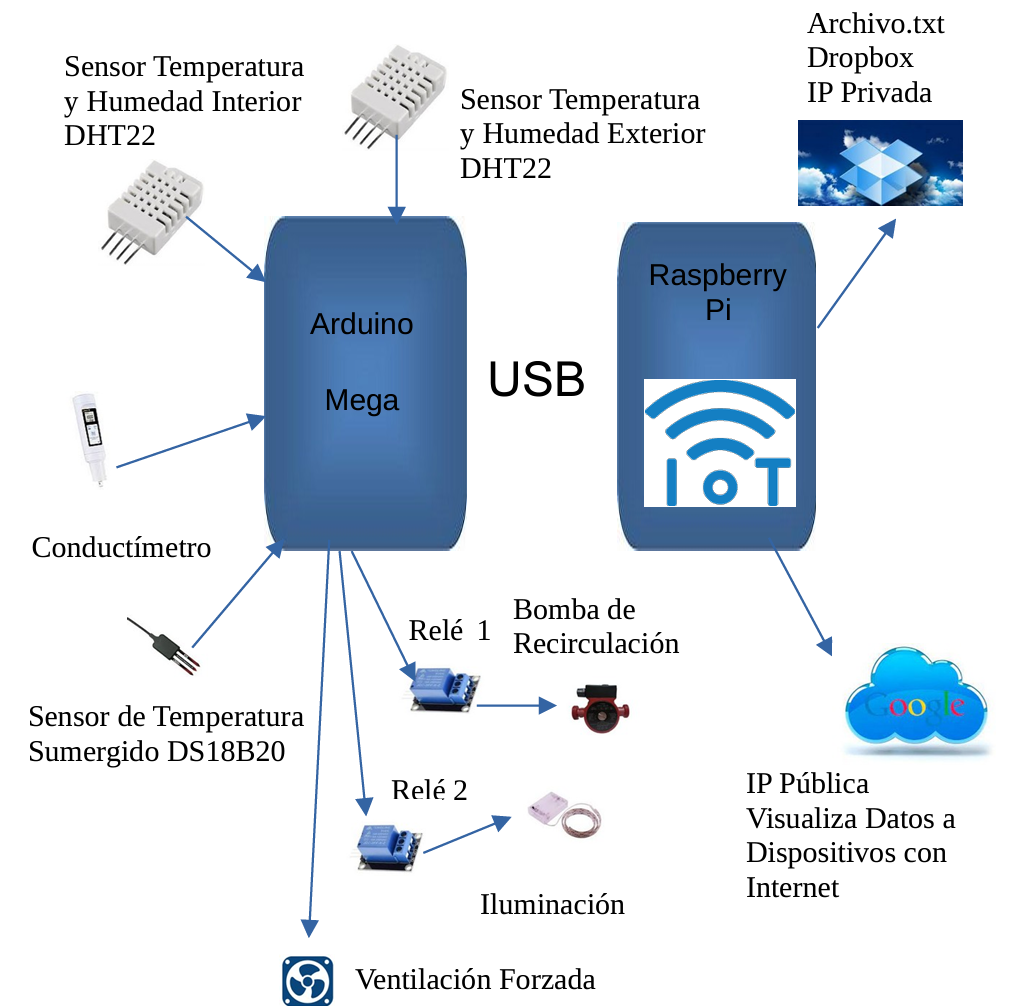 Archivo.txt
Dropbox
IP Privada
Sensor Temperatura
y Humedad Interior
DHT22
Sensor Temperatura
y Humedad Exterior
DHT22
Arduino
Mega
USB
Raspberry
Pi
IoT
Conductímetro
Sensor de Temperatura
Sumergido DS18B20
Relé 1
Bomba de
Recirculación
Relé 2
Iluminación
Ventilación Forzada
Google
IP Pública
Visualiza Datos a
Dispositivos con
Internet